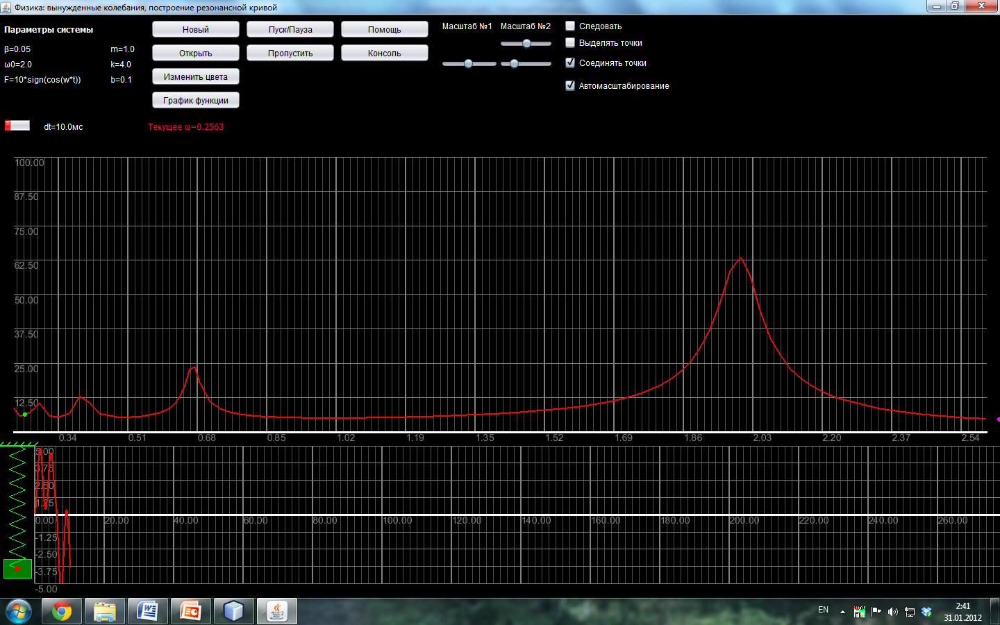 Физика: вынужденные колебания, построение резонансной кривой
Параметры системы
β=0.05 m=1.0
ω0=2.0 k=4.0
F=10*sign(cos(w*t)) b=0.1
Новый Пуск/Пауза Помощь
Открыть Пропустить Консоль
Изменить цвета
График функции
Масштаб №1 Масштаб №2
Следовать
Выделять точки
Соединять точки
Автомасштабирование
dt=10.0мс Текущее ω=0.2563
100.00
87.50
75.00
62.50
50.00
37.50
25.00
12.50
0.34 0.51 0.68 0.85 1.02 1.19 1.35 1.52 1.69 1.86 2.03 2.20 2.37 2.54
5.00
3.75
2.50
1.25
0.00 20.00 40.00 60.00 80.00 100.00 120.00 140.00 160.00 180.00 200.00 220.00 240.00 260.00
-1.25
-2.50
-3.75
-5.00
EN 2:41
31.01.2012